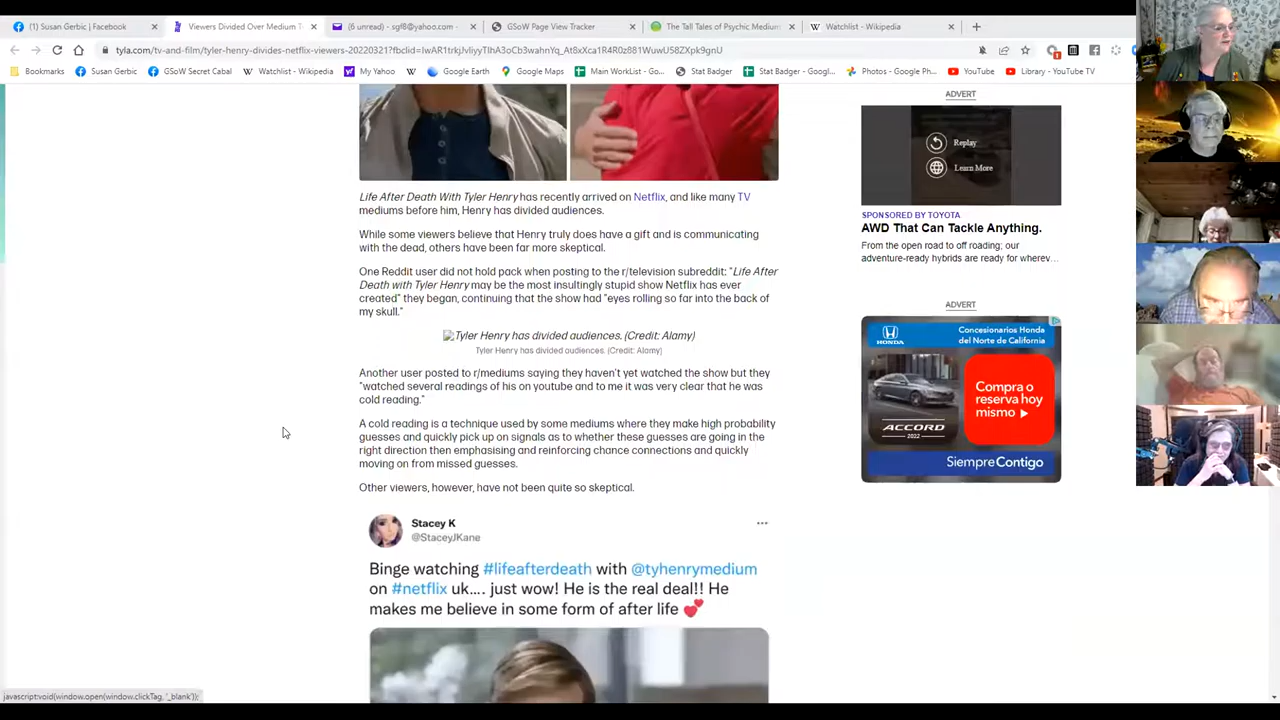 (1) Susan Gerbic | Facebook
Viewers Divided Over Medium T
(6 unread) - sgf8@yahoo.com -
GSoW Page View Tracker
The Tall Tales of Psychic Medium
Watchlist - Wikipedia
tyla.com/tv-and-film/tyler-henry-divides-netflix-viewers-20220321?fbclid=
Bookmarks
Susan Gerbic
GSoW Secret Cabal
Watchlist - Wikipedia
My Yahoo
Google Earth
Google Maps
Main WorkList - Go...
Stat Badger
Stat Badger - Googl...
Photos - Google Ph...
YouTube
Library - YouTube TV
Life After Death With Tyler Henry has recently arrived on Netflix, and like many TV
mediums before him, Henry has divided audiences.
While some viewers believe that Henry truly does have a gift and is communicating
with the dead, others have been far more skeptical.
One Reddit user did not hold pack when posting to the r/television subreddit: "Life After
Death with Tyler Henry may be the most insultingly stupid show Netflix has ever
created" they began, continuing that the show had "eyes rolling so far into the back of
my skull."
Tyler Henry has divided audiences. (Credit: Alamy)
Tyler Henry has divided audiences. (Credit: Alamy)
Another user posted to r/mediums saying they haven't yet watched the show but they
"watched several readings of his on youtube and to me it was very clear that he was
cold reading."
A cold reading is a technique used by some mediums where they make high probability
guesses and quickly pick up on signals as to whether these guesses are going in the
right direction then emphasising and reinforcing chance connections and quickly
moving on from missed guesses.
Other viewers, however, have not been quite so skeptical.
Stacey K
@StaceyJKane
Binge watching #lifeafterdeath with @tyhenrymedium
on #netflix uk.... just wow! He is the real deal!! He
makes me believe in some form of after life
ADVERT
Replay
Learn More
SPONSORED BY TOYOTA
AWD That Can Tackle Anything.
From the open road to off roading; our
adventure-ready hybrids are ready for wherev...
ADVERT
HONDA
Concesionarios Honda
del Norte de California
Compra o
reserva hoy
mismo
ACCORD
2022
SiempreContigo
javascript:void(window.open(window.clickTag, '_blank'));